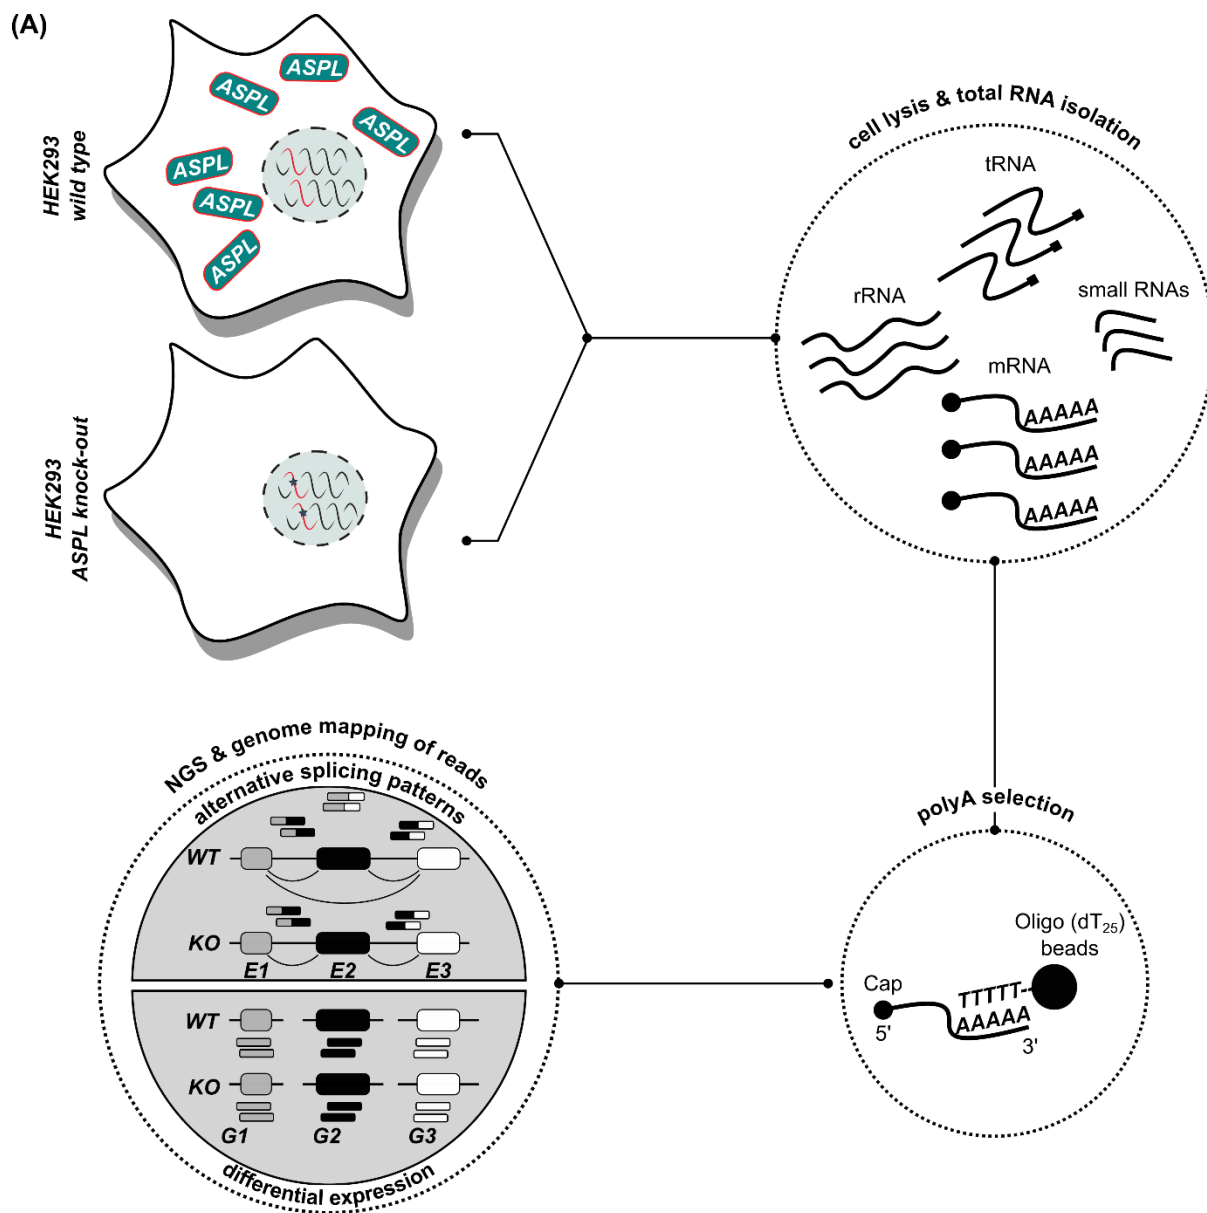 (A)
HEK293
wild type
ASPL
ASPL
ASPL
ASPL
ASPL
ASPL
HEK293
ASPL knock-out
cell lysis & total RNA isolation
tRNA
rRNA
small RNAs
mRNA
AAAAA
AAAAA
AAAAA
polyA selection
Oligo (dT25)
beads
Cap
TTTTT
AAAAA
5'
3'
NGS & genome mapping of reads
alternative splicing patterns
WT
KO
E1 E2 E3
WT
KO
G1 G2 G3
differential expression